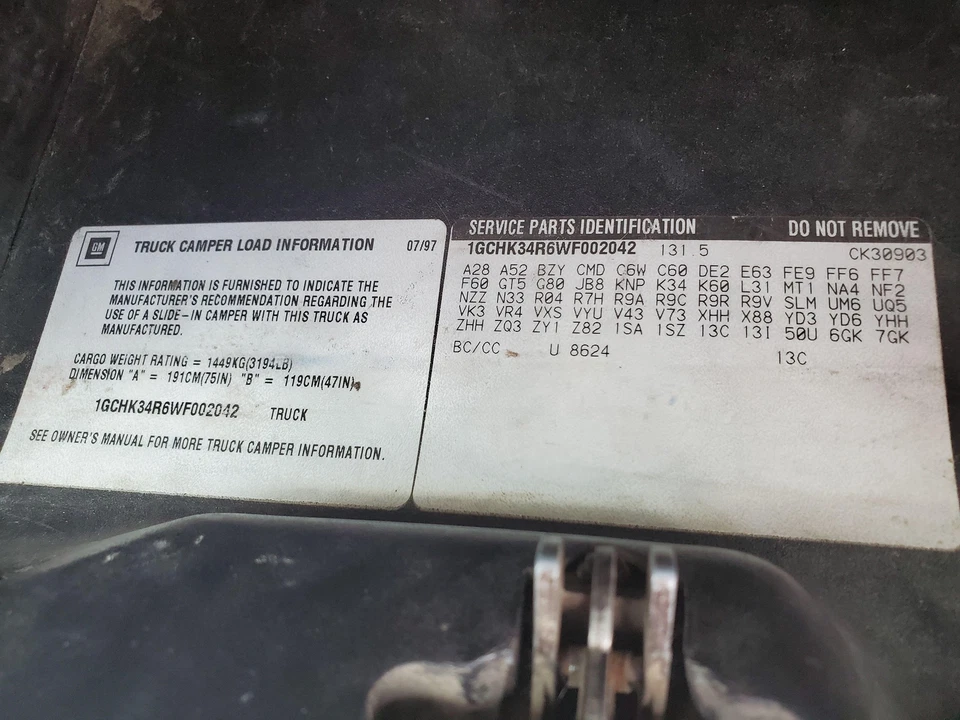 GM TRUCK CAMPER LOAD INFORMATION 07/97
THIS INFORMATION IS FURNISHED TO INDICATE THE
MANUFACTURER'S RECOMMENDATION REGARDING THE
USE OF A SLIDE-IN CAMPER WITH THIS TRUCK AS
MANUFACTURED.
CARGO WEIGHT RATING = 1449KG(3194LB)
DIMENSION "A" = 191CM(75IN) "B" = 119CM(47IN)
1GCHK34R6WF002042 TRUCK
SEE OWNER'S MANUAL FOR MORE TRUCK CAMPER INFORMATION.
SERVICE PARTS IDENTIFICATION DO NOT REMOVE
1GCHK34R6WF002042 131.5 CK30903
A28 A52 BZY CMD C6W C60 DE2 E63 FE9 FF6 FF7
F60 GT5 G80 JB8 KNP K34 K60 L31 MT1 NA4 NF2
NZZ N33 R04 R7H R9A R9C R9R R9V SLM UM6 UQ5
VK3 VR4 VXS VYU V43 V73 XHH X88 YD3 YD6 YHH
ZHH ZQ3 ZY1 Z82 1SA 1SZ 13C 13I 50U 6GK 7GK
BC/CC U 8624 13C